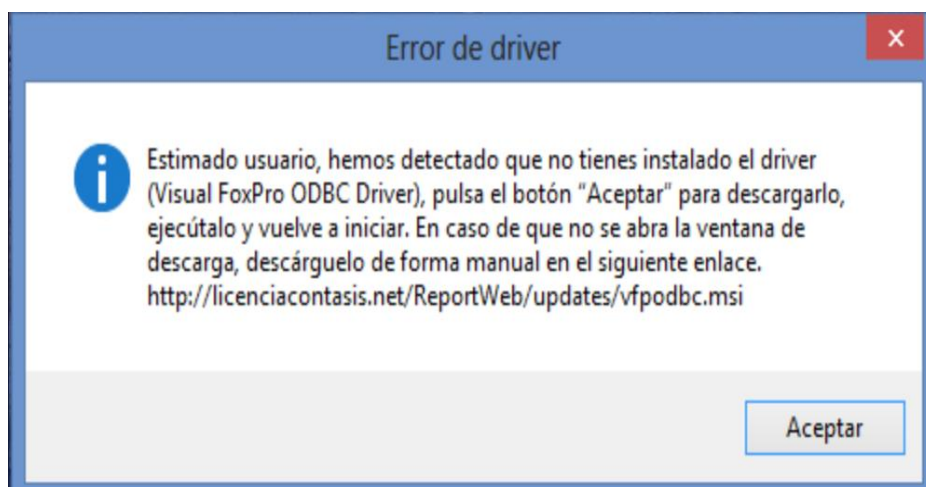 Error de driver
x
Estimado usuario, hemos detectado que no tienes instalado el driver
(Visual FoxPro ODBC Driver), pulsa el botón "Aceptar" para descargarlo,
ejecútalo y vuelve a iniciar. En caso de que no se abra la ventana de
descarga, descárguelo de forma manual en el siguiente enlace.
http://licenciacontasis.net/ReportWeb/updates/vfpodbc.msi
Aceptar